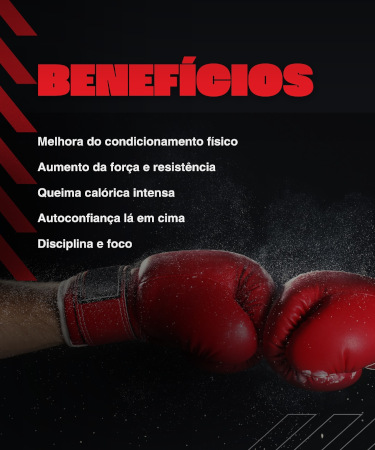 BENEFÍCIOS
Melhora do condicionamento físico
Aumento da força e resistência
Queima calórica intensa
Autoconfiança lá em cima
Disciplina e foco